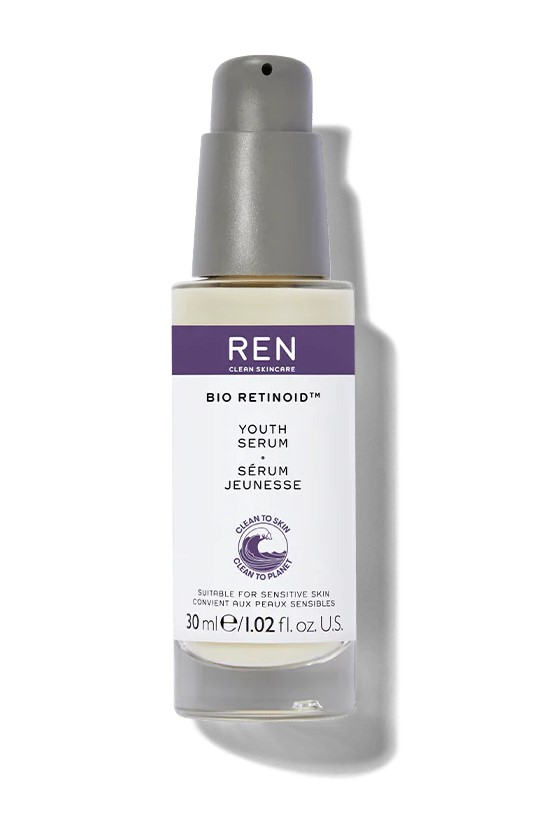 REN
CLEAN SKINCARE
BIO RETINOID™
YOUTH
SERUM
•
SÉRUM
JEUNESSE
CLEAN TO SKIN
CLEAN TO PLANET
SUITABLE FOR SENSITIVE SKIN
CONVIENT AUX PEAUX SENSIBLES
30 ml℮/1.02 fl. oz. U.S.